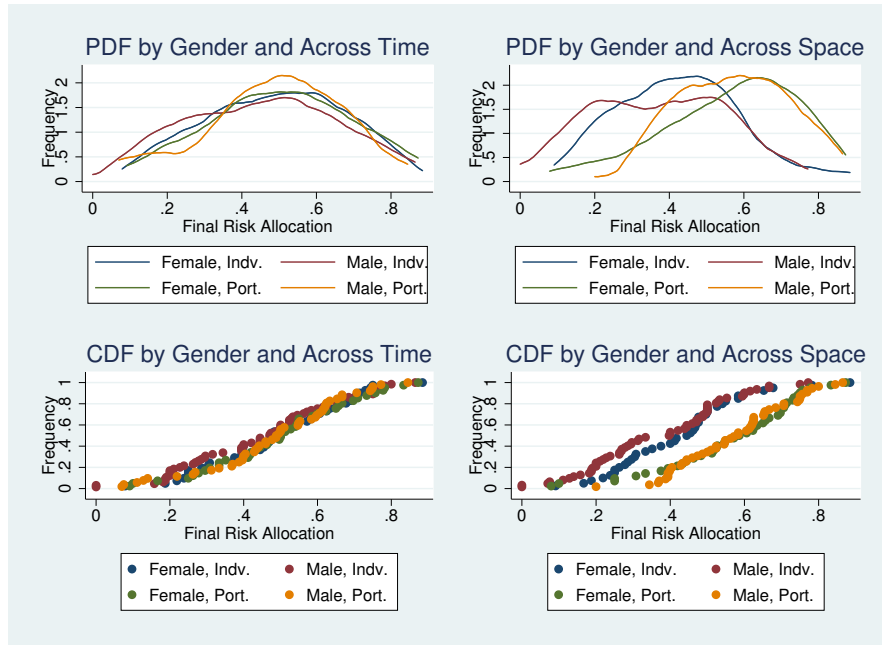 PDF by Gender and Across Time
Frequency
0 .5 1 1.5 2
0 .2 .4 .6 .8
Final Risk Allocation
Female, Indv. Male, Indv.
Female, Port. Male, Port.
PDF by Gender and Across Space
Frequency
0 .5 1 1.5 2
0 .2 .4 .6 .8
Final Risk Allocation
Female, Indv. Male, Indv.
Female, Port. Male, Port.
CDF by Gender and Across Time
Frequency
0 .2 .4 .6 .8 1
0 .2 .4 .6 .8
Final Risk Allocation
Female, Indv. Male, Indv.
Female, Port. Male, Port.
CDF by Gender and Across Space
Frequency
0 .2 .4 .6 .8 1
0 .2 .4 .6 .8
Final Risk Allocation
Female, Indv. Male, Indv.
Female, Port. Male, Port.